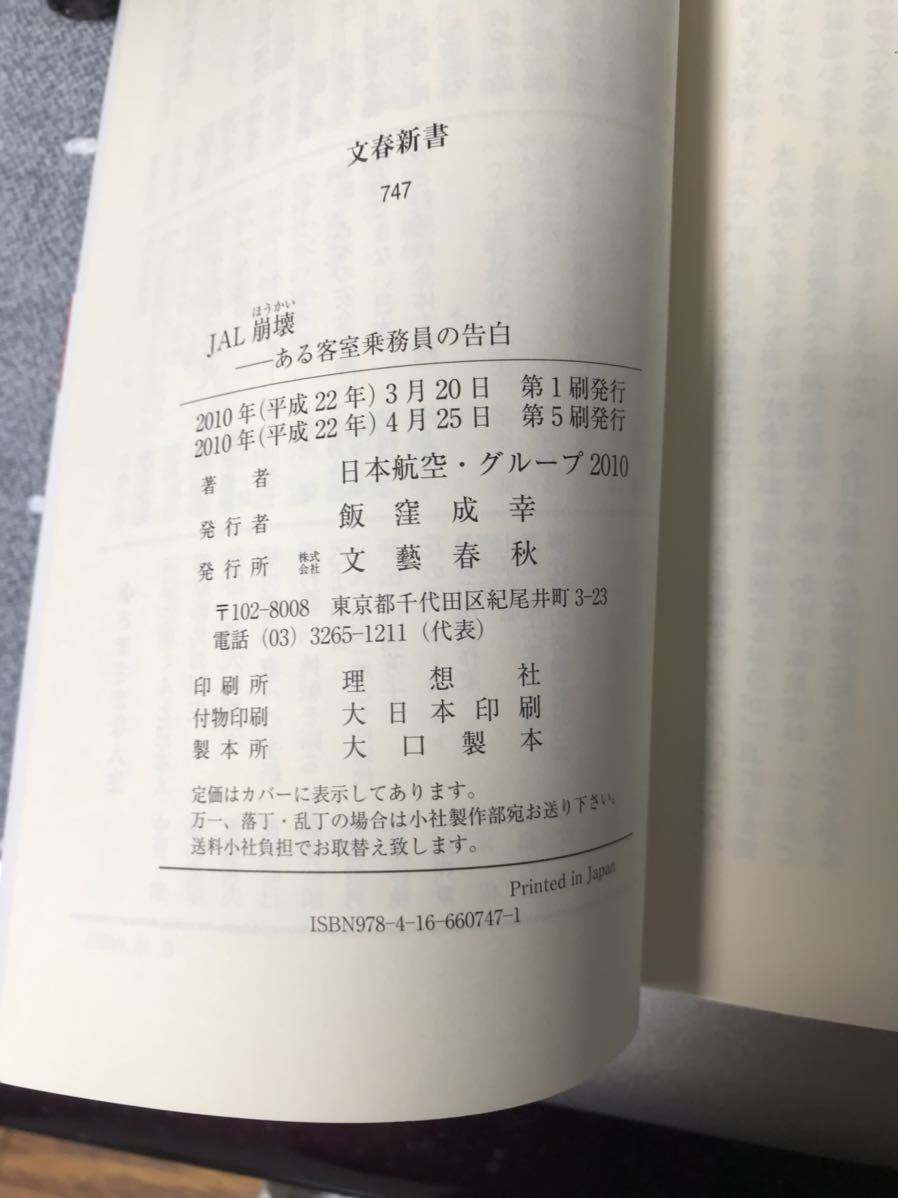 文春新書
747
ほうかい
JAL崩壊
──ある客室乗務員の告白
2010年(平成22年)3月20日 第1刷発行
2010年(平成22年)4月25日 第5刷発行
著者 日本航空・グループ2010
発行者 飯窪成幸
発行所 株式会社 文藝春秋
〒102-8008 東京都千代田区紀尾井町3-23
電話(03)3265-1211(代表)
印刷所 理想社
付物印刷 大日本印刷
製本所 大口製本
定価はカバーに表示してあります。
万一、落丁・乱丁の場合は小社製作部宛お送り下さい。
送料小社負担でお取替え致します。
Printed in Japan
ISBN978-4-16-660747-1